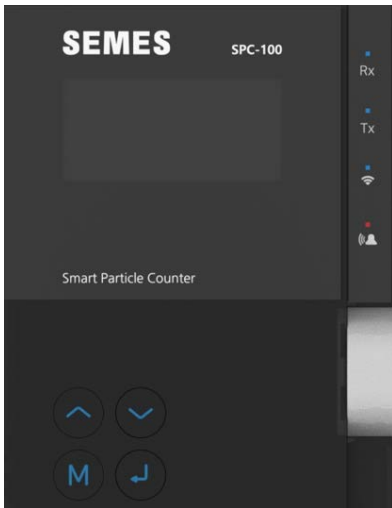 SEMES
SPC-100
Rx
Tx
Smart Particle Counter
M